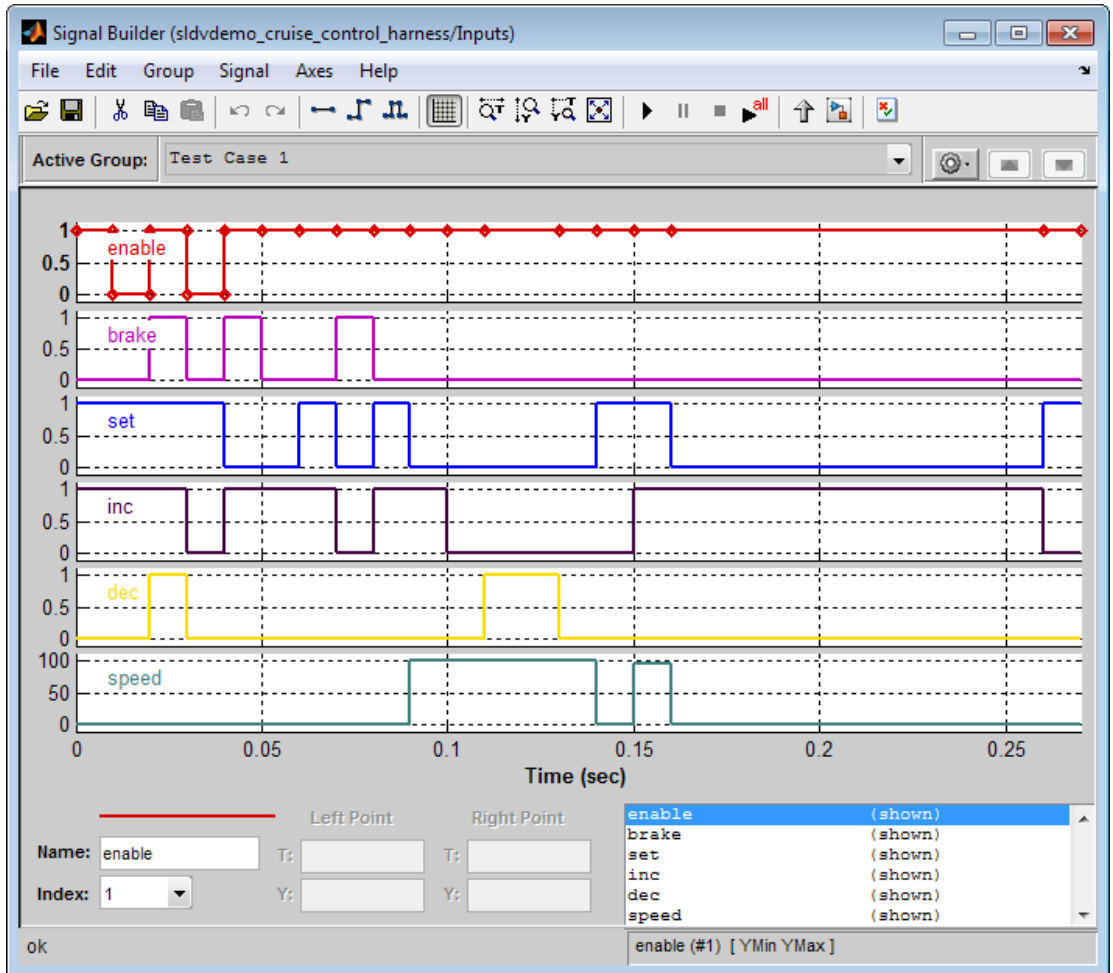 Signal Builder (sldvdemo_cruise_control_harness/Inputs)
File Edit Group Signal Axes Help
all
Active Group: Test Case 1
1
enable
0.5
0
1
brake
0.5
0
1
set
0.5
0
1
inc
0.5
0
1
dec
0.5
0
100
speed
50
0
0 0.05 0.1 0.15 0.2 0.25
Time (sec)
Left Point Right Point
Name: enable T: T:
Index: 1 Y: Y:
enable (shown)
brake (shown)
set (shown)
inc (shown)
dec (shown)
speed (shown)
ok
enable (#1) [ YMin YMax ]